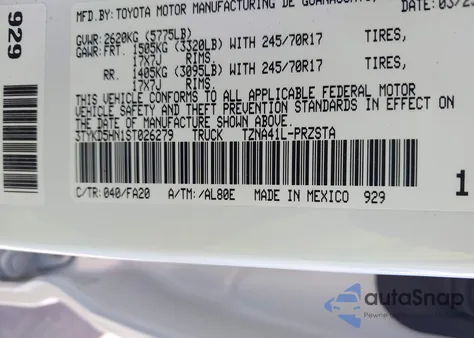 929
MFD.BY: TOYOTA MOTOR MANUFACTURING DE
GVWR: 2620KG (5775LB)
GAWR: FRT. 1505KG (3320LB) WITH 245/70R17 TIRES,
17X7J RIMS,
RR. 1405KG (3095LB) WITH 245/70R17 TIRES,
17X7J RIMS,
THIS VEHICLE CONFORMS TO ALL APPLICABLE FEDERAL MOTOR
VEHICLE SAFETY AND THEFT PREVENTION STANDARDS IN EFFECT ON
THE DATE OF MANUFACTURE SHOWN ABOVE.
3TYKD5HN1ST026279 TRUCK TZNA41L-PRZSTA
1
C/TR: 040/FA20 A/TM: /AL80E MADE IN MEXICO 929
autoSnap